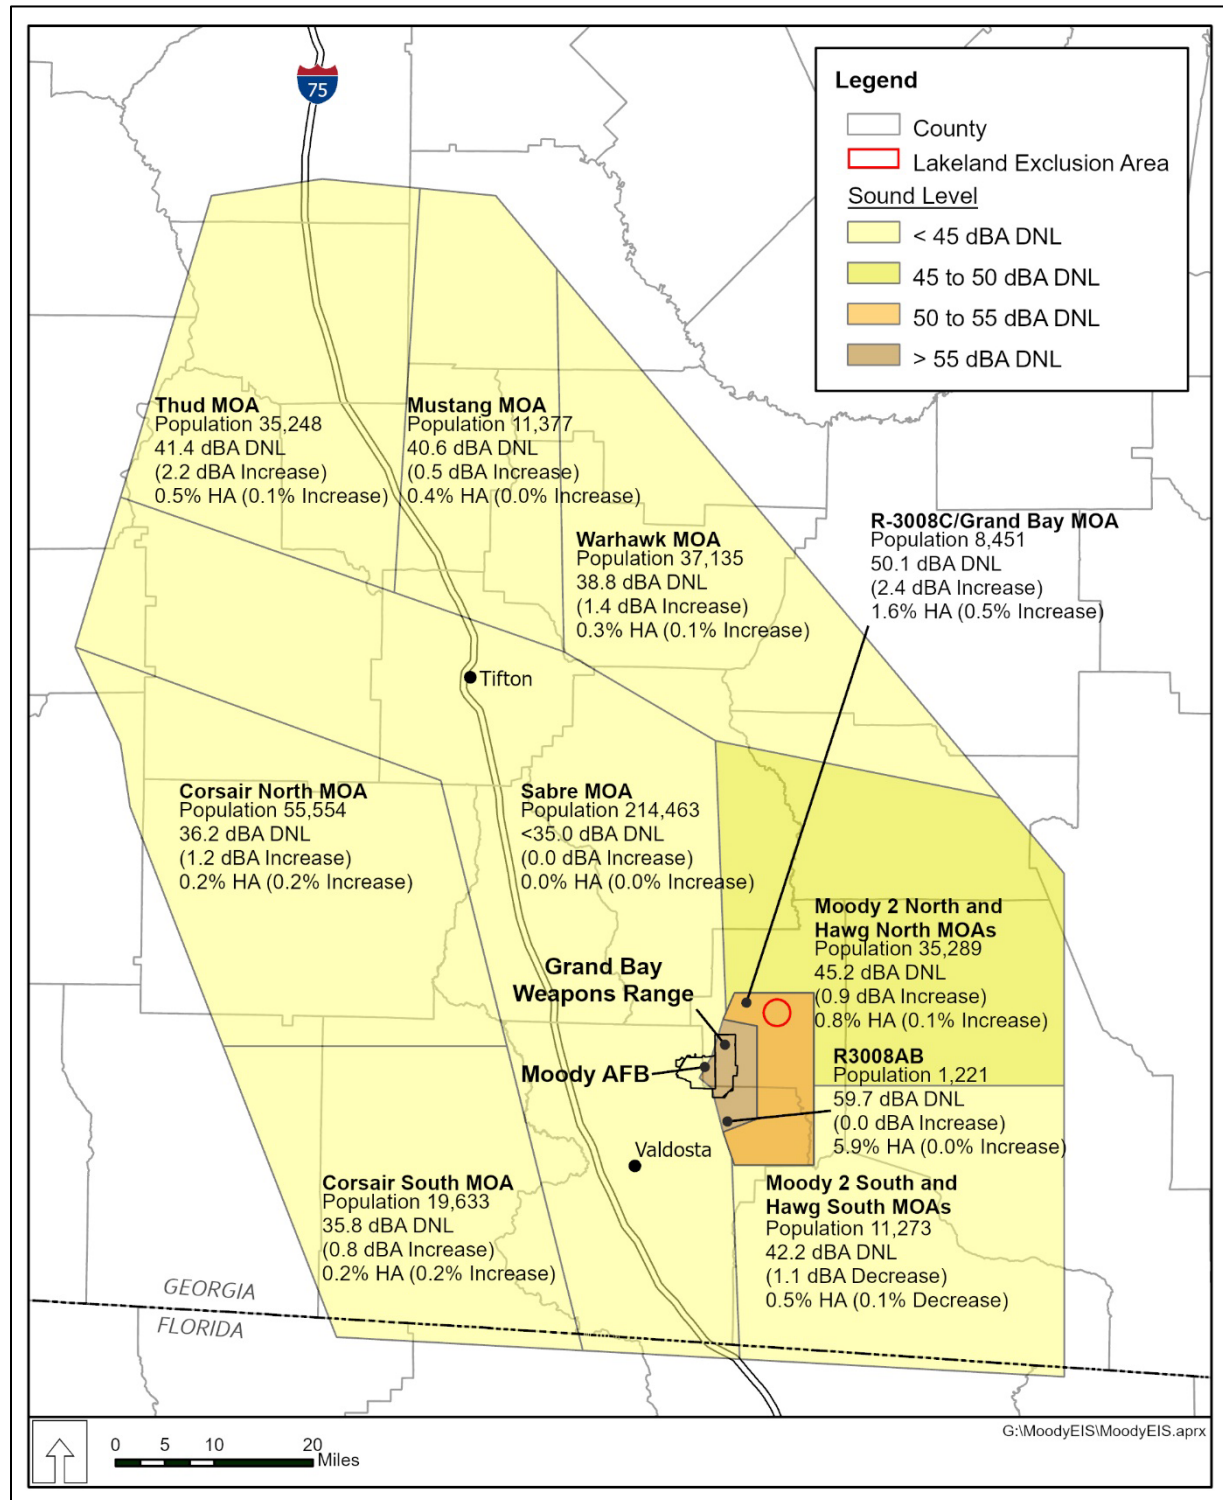 75
Legend
County
Lakeland Exclusion Area
Sound Level
< 45 dBA DNL
45 to 50 dBA DNL
50 to 55 dBA DNL
> 55 dBA DNL
Thud MOA
Population 35,248
41.4 dBA DNL
(2.2 dBA Increase)
0.5% HA (0.1% Increase)
Mustang MOA
Population 11,377
40.6 dBA DNL
(0.5 dBA Increase)
0.4% HA (0.0% Increase)
Warhawk MOA
Population 37,135
38.8 dBA DNL
(1.4 dBA Increase)
0.3% HA (0.1% Increase)
R-3008C/Grand Bay MOA
Population 8,451
50.1 dBA DNL
(2.4 dBA Increase)
1.6% HA (0.5% Increase)
Tifton
Corsair North MOA
Population 55,554
36.2 dBA DNL
(1.2 dBA Increase)
0.2% HA (0.2% Increase)
Sabre MOA
Population 214,463
<35.0 dBA DNL
(0.0 dBA Increase)
0.0% HA (0.0% Increase)
Moody 2 North and
Hawg North MOAs
Population 35,289
45.2 dBA DNL
(0.9 dBA Increase)
0.8% HA (0.1% Increase)
Grand Bay
Weapons Range
Moody AFB
R3008AB
Population 1,221
59.7 dBA DNL
(0.0 dBA Increase)
5.9% HA (0.0% Increase)
Valdosta
Corsair South MOA
Population 19,633
35.8 dBA DNL
(0.8 dBA Increase)
0.2% HA (0.2% Increase)
Moody 2 South and
Hawg South MOAs
Population 11,273
42.2 dBA DNL
(1.1 dBA Decrease)
0.5% HA (0.1% Decrease)
GEORGIA
FLORIDA
G:\MoodyEIS\MoodyEIS.aprx
0 5 10 20
Miles